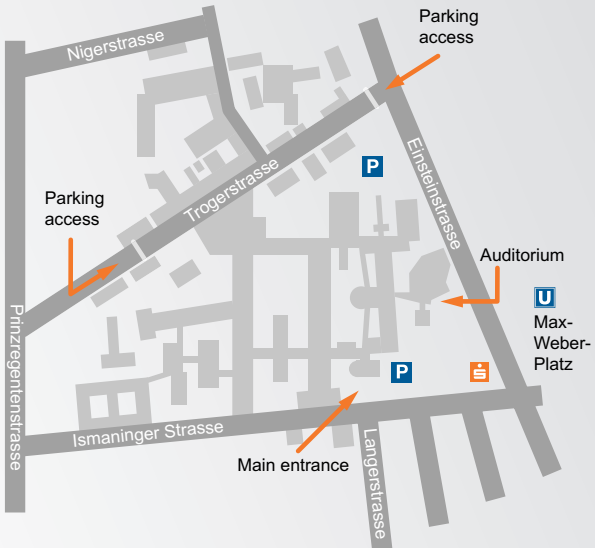 Parking
access
Nigerstrasse
Einsteinstrasse
P
Trogerstrasse
Parking
access
Auditorium
U
Max-
Weber-
Platz
Prinzregentenstrasse
P
Ismaninger Strasse
Langerstrasse
Main entrance